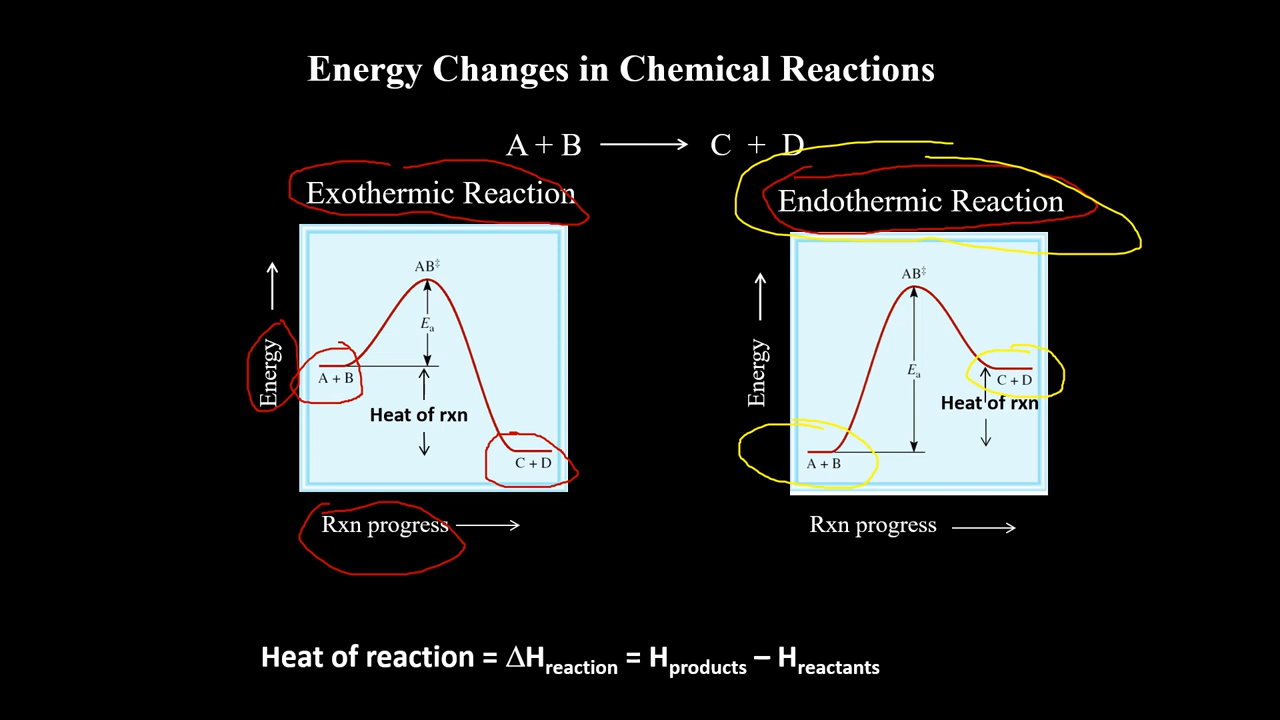 Energy Changes in Chemical Reactions
A + B ⟶ C + D
Exothermic Reaction
Endothermic Reaction
AB‡
Eₐ
A + B
Heat of rxn
C + D
Energy
Rxn progress
AB‡
Eₐ
C + D
Heat of rxn
A + B
Energy
Rxn progress
Heat of reaction = ΔHreaction = Hproducts – Hreactants